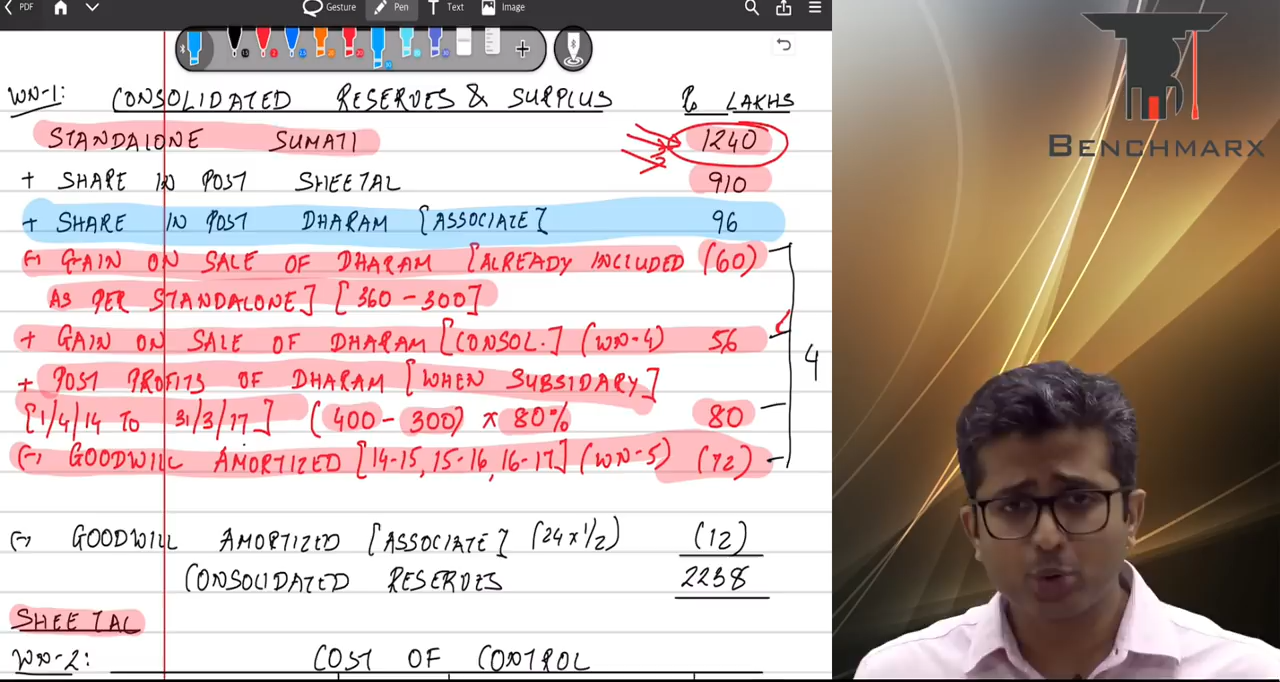 PDF
Gesture
Pen
Text
Image
WN-1: CONSOLIDATED RESERVES & SURPLUS ₹ LAKHS
STANDALONE SUMATI 1240
+ SHARE IN POST SHEETAL 910
+ SHARE IN POST DHARAM [ASSOCIATE] 96
(-) GAIN ON SALE OF DHARAM [ALREADY INCLUDED (60)
AS PER STANDALONE] [360-300]
+ GAIN ON SALE OF DHARAM [CONSOL.] (WN-4) 56
4
+ POST PROFITS OF DHARAM [WHEN SUBSIDARY]
[1/4/14 TO 31/3/17] (400-300) x 80% 80
(-) GOODWILL AMORTIZED [14-15, 15-16, 16-17] (WN-5) (72)
(-) GOODWILL AMORTIZED [ASSOCIATE] (24x1/2) (12)
CONSOLIDATED RESERVES 2238
SHEETAL
WN-2: COST OF CONTROL
BENCHMARX